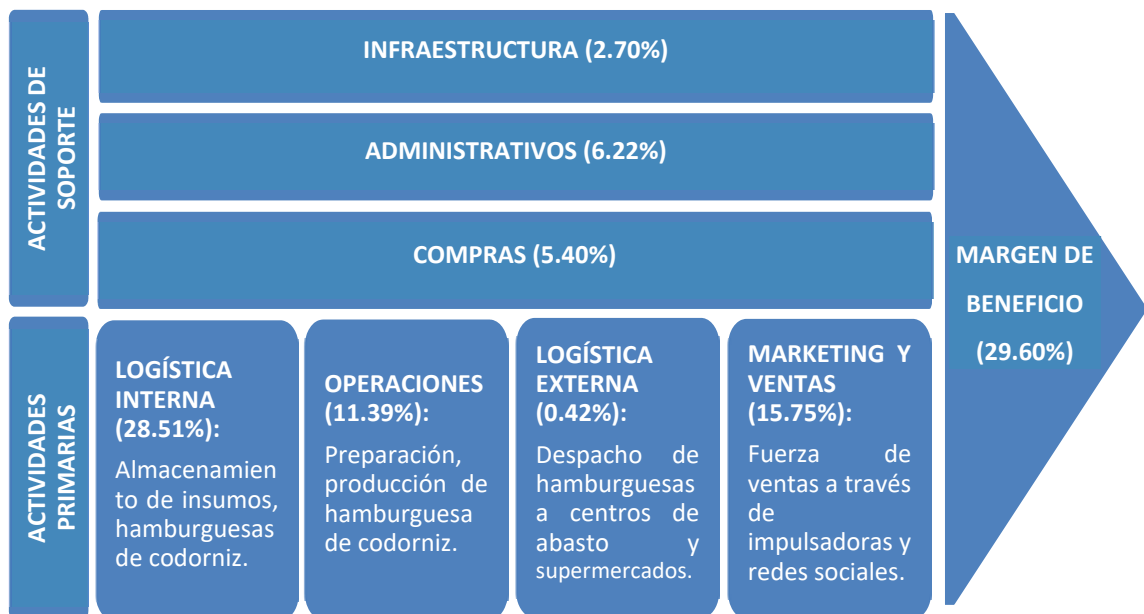 ACTIVIDADES DE
SOPORTE
INFRAESTRUCTURA (2.70%)
ADMINISTRATIVOS (6.22%)
COMPRAS (5.40%)
ACTIVIDADES
PRIMARIAS
LOGÍSTICA
INTERNA
(28.51%):
Almacenamien
to de insumos,
hamburguesas
de codorniz.
OPERACIONES
(11.39%):
Preparación,
producción de
hamburguesa
de codorniz.
LOGÍSTICA
EXTERNA
(0.42%):
Despacho de
hamburguesas
a centros de
abasto y
supermercados.
MARKETING Y
VENTAS
(15.75%):
Fuerza de
ventas a través
de
impulsadoras y
redes sociales.
MARGEN DE
BENEFICIO
(29.60%)